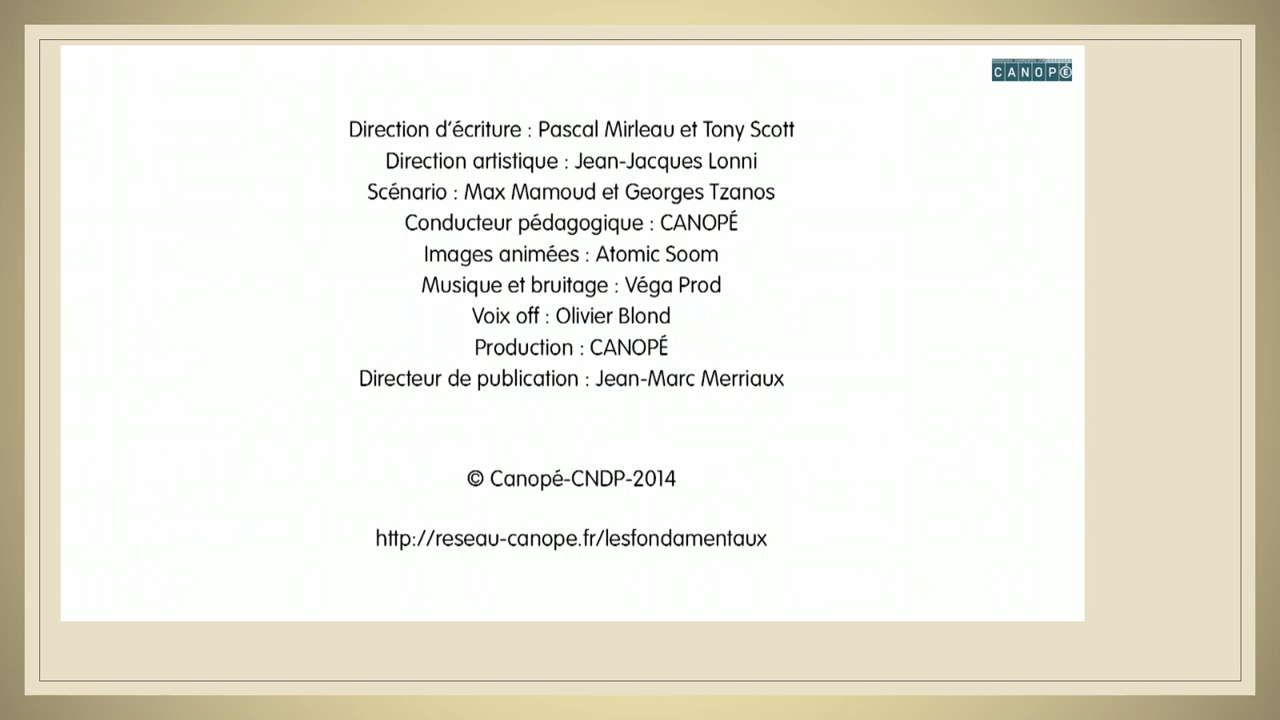 CANOPÉ
Direction d'écriture : Pascal Mirleau et Tony Scott
Direction artistique : Jean-Jacques Lonni
Scénario : Max Mamoud et Georges Tzanos
Conducteur pédagogique : CANOPÉ
Images animées : Atomic Soom
Musique et bruitage : Véga Prod
Voix off : Olivier Blond
Production : CANOPÉ
Directeur de publication : Jean-Marc Merriaux
© Canopé-CNDP-2014
http://reseau-canope.fr/lesfondamentaux